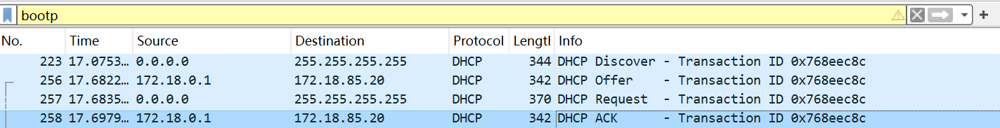 bootp
No. Time Source Destination Protocol Lengtl Info
223 17.0753… 0.0.0.0 255.255.255.255 DHCP 344 DHCP Discover - Transaction ID 0x768eec8c
256 17.6822… 172.18.0.1 172.18.85.20 DHCP 342 DHCP Offer - Transaction ID 0x768eec8c
257 17.6835… 0.0.0.0 255.255.255.255 DHCP 370 DHCP Request - Transaction ID 0x768eec8c
258 17.6979… 172.18.0.1 172.18.85.20 DHCP 342 DHCP ACK - Transaction ID 0x768eec8c